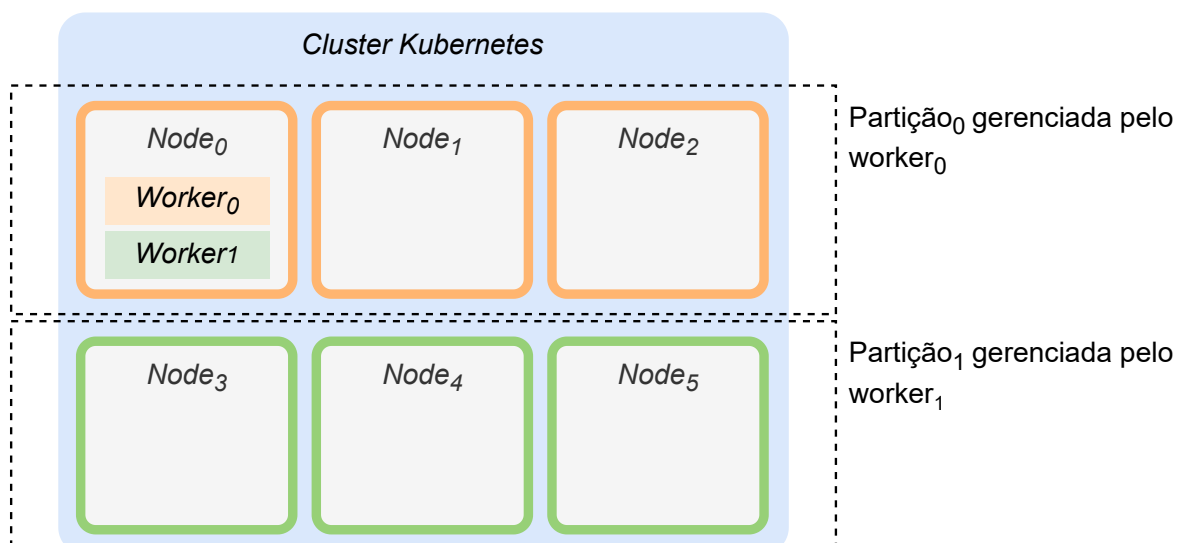 Cluster Kubernetes
Node0 Node1 Node2
Worker0
Worker1
Partição0 gerenciada pelo
worker0
Node3 Node4 Node5
Partição1 gerenciada pelo
worker1